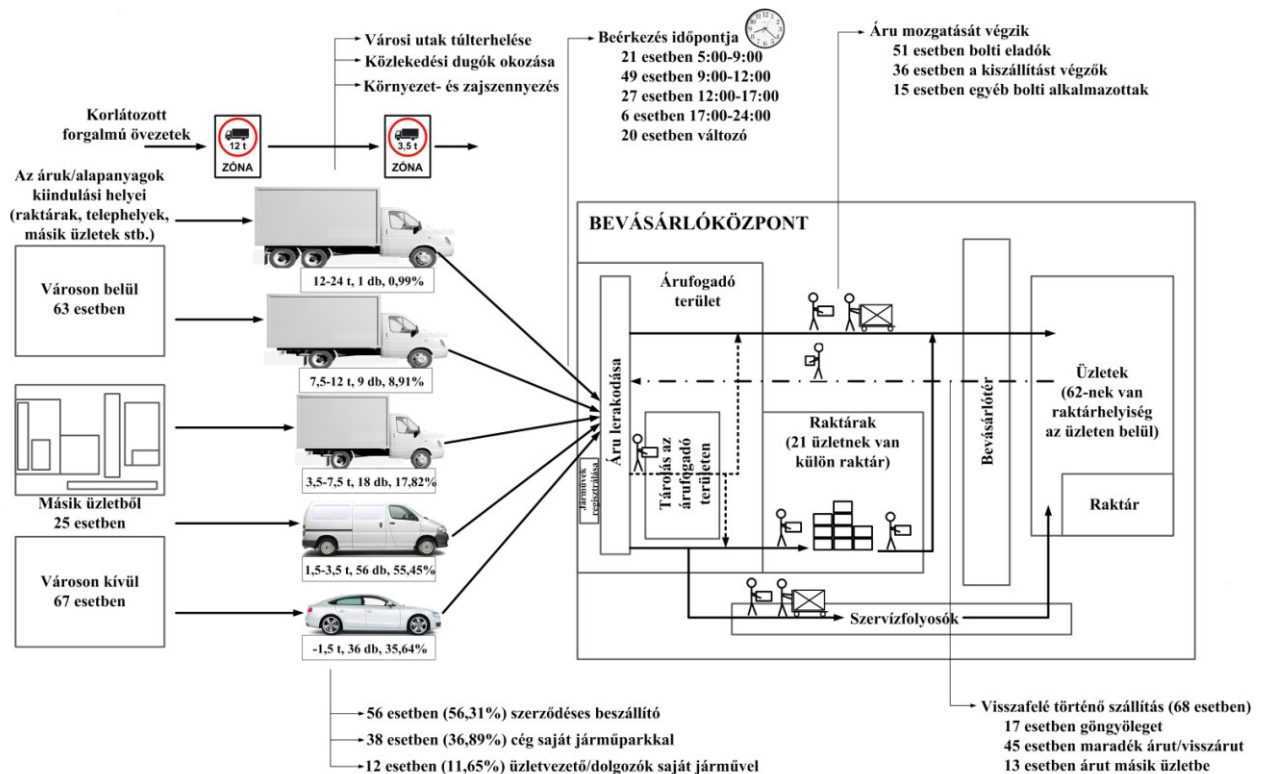 Városi utak túlterhelése
Közlekedési dugók okozása
Környezet- és zajszennyezés
Beérkezés időpontja
21 esetben 5:00-9:00
49 esetben 9:00-12:00
27 esetben 12:00-17:00
6 esetben 17:00-24:00
20 esetben változó
Áru mozgatását végzik
51 esetben bolti eladók
36 esetben a kiszállítást végzők
15 esetben egyéb bolti alkalmazottak
Korlátozott
forgalmú övezetek
12 t
ZÓNA
3,5 t
ZÓNA
Az áruk/alapanyagok
kiindulási helyei
(raktárak, telephelyek,
másik üzletek stb.)
Városon belül
63 esetben
Másik üzletből
25 esetben
Városon kívül
67 esetben
12-24 t, 1 db, 0,99%
7,5-12 t, 9 db, 8,91%
3,5-7,5 t, 18 db, 17,82%
1,5-3,5 t, 56 db, 55,45%
-1,5 t, 36 db, 35,64%
BEVÁSÁRLÓKÖZPONT
Árufogadó
terület
Áru lerakodása
Járművek
regisztrálása
Tárolás az
árufogadó
területen
Raktárak
(21 üzletnek van
külön raktár)
Bevásárlótér
Üzletek
(62-nek van
raktárhelyiség
az üzleten belül)
Raktár
Szervízfolyosók
56 esetben (56,31%) szerződéses beszállító
38 esetben (36,89%) cég saját járműparkkal
12 esetben (11,65%) üzletvezető/dolgozók saját járművel
Visszafelé történő szállítás (68 esetben)
17 esetben göngyöleget
45 esetben maradék árut/visszárut
13 esetben árut másik üzletbe